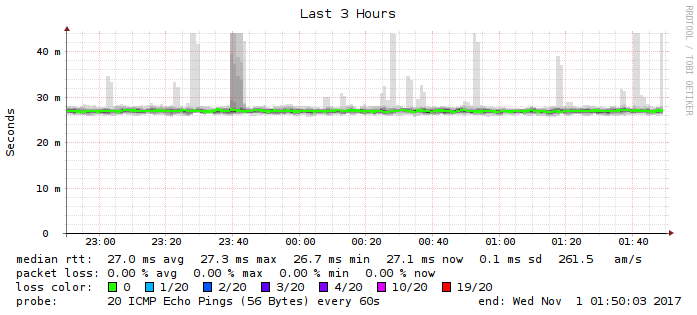 Last 3 Hours
RRDTOOL / TOBI OETIKER
Seconds
40 m
30 m
20 m
10 m
0
23:00 23:20 23:40 00:00 00:20 00:40 01:00 01:20 01:40
median rtt: 27.0 ms avg 27.3 ms max 26.7 ms min 27.1 ms now 0.1 ms sd 261.5 am/s
packet loss: 0.00 % avg 0.00 % max 0.00 % min 0.00 % now
loss color: 0 1/20 2/20 3/20 4/20 10/20 19/20
probe: 20 ICMP Echo Pings (56 Bytes) every 60s end: Wed Nov 1 01:50:03 2017